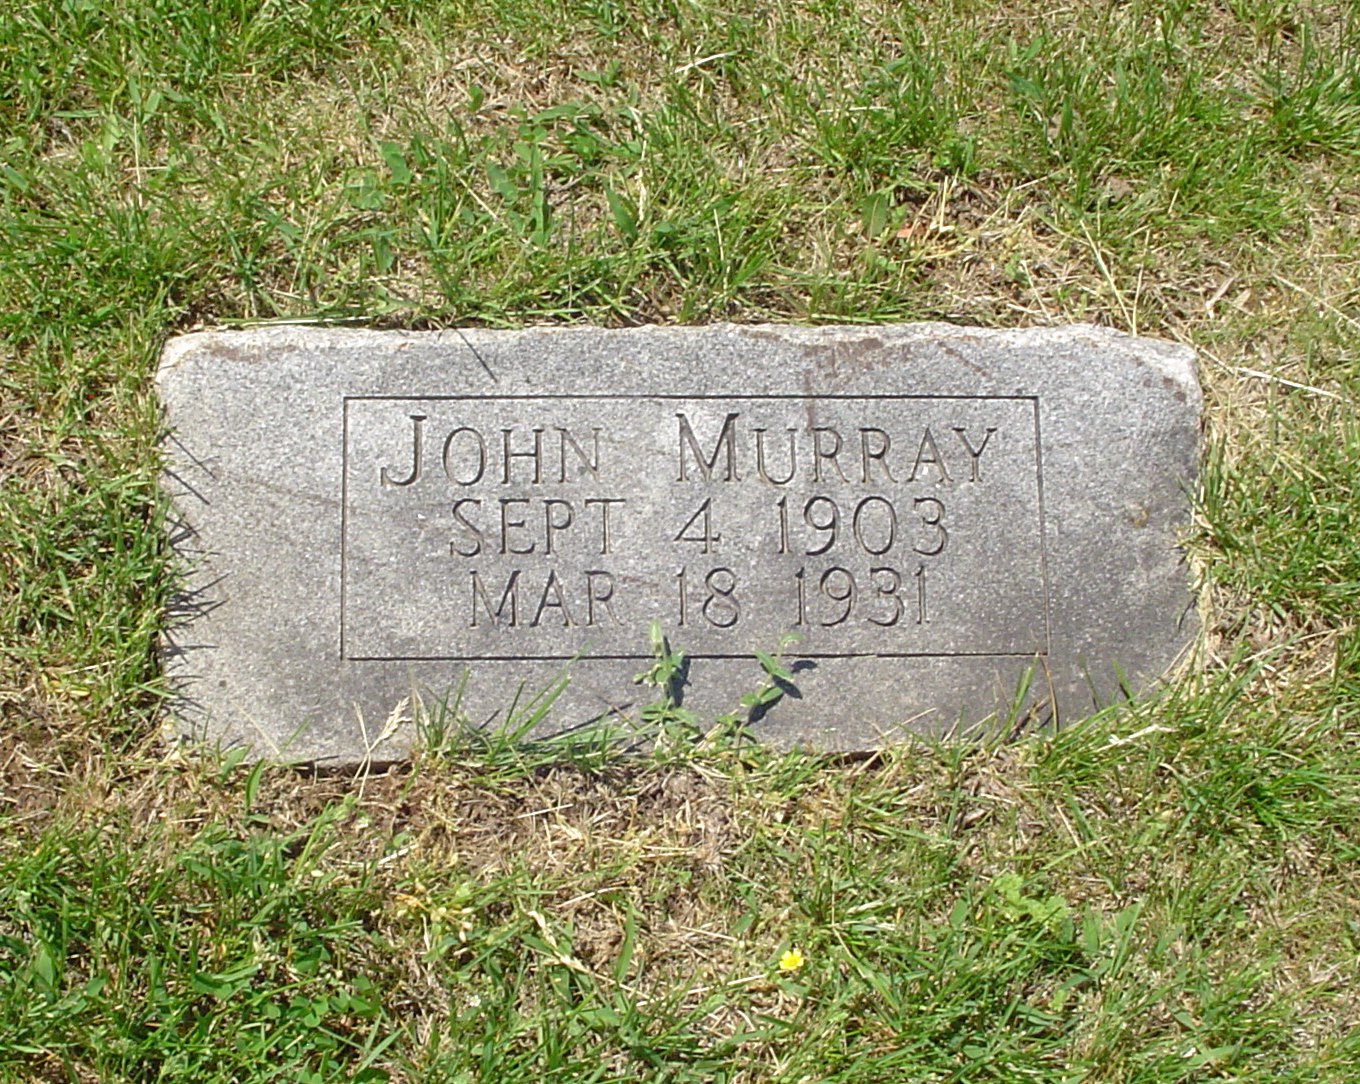 JOHN MURRAY
SEPT 4 1903
MAR 18 1931